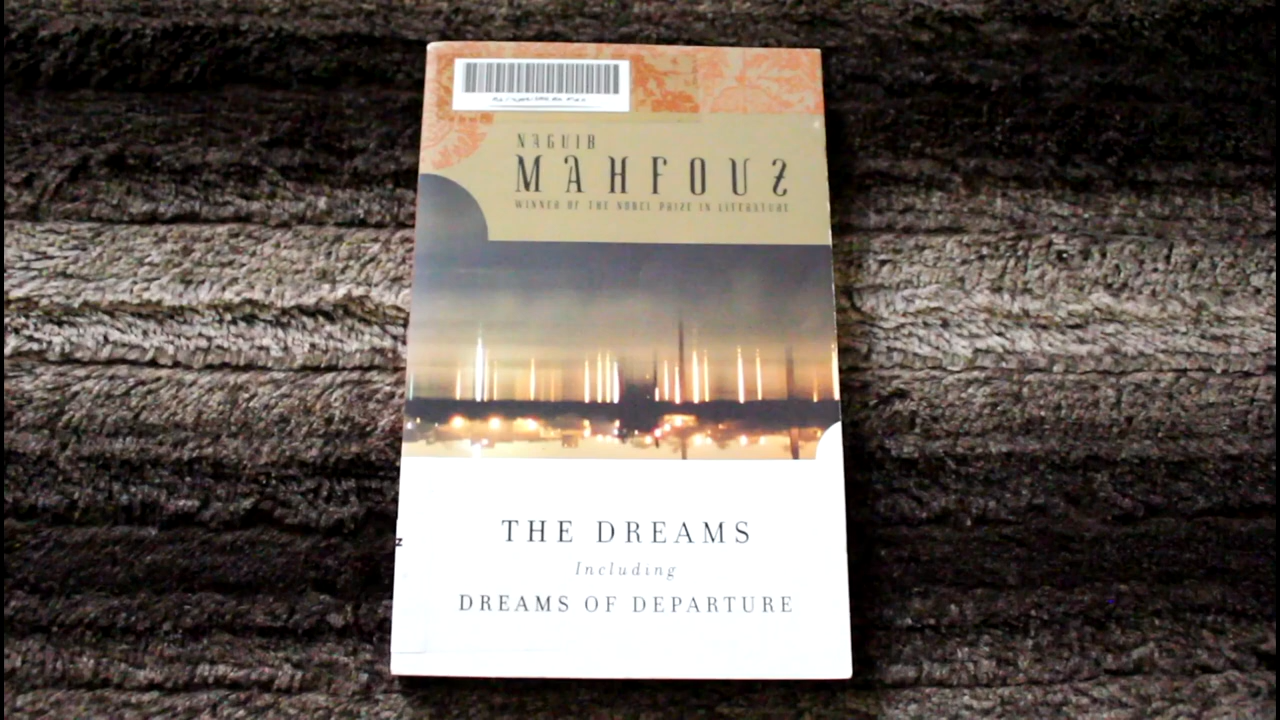 NAGUIB
MAHFOUZ
WINNER OF THE NOBEL PRIZE IN LITERATURE
THE DREAMS
Including
DREAMS OF DEPARTURE